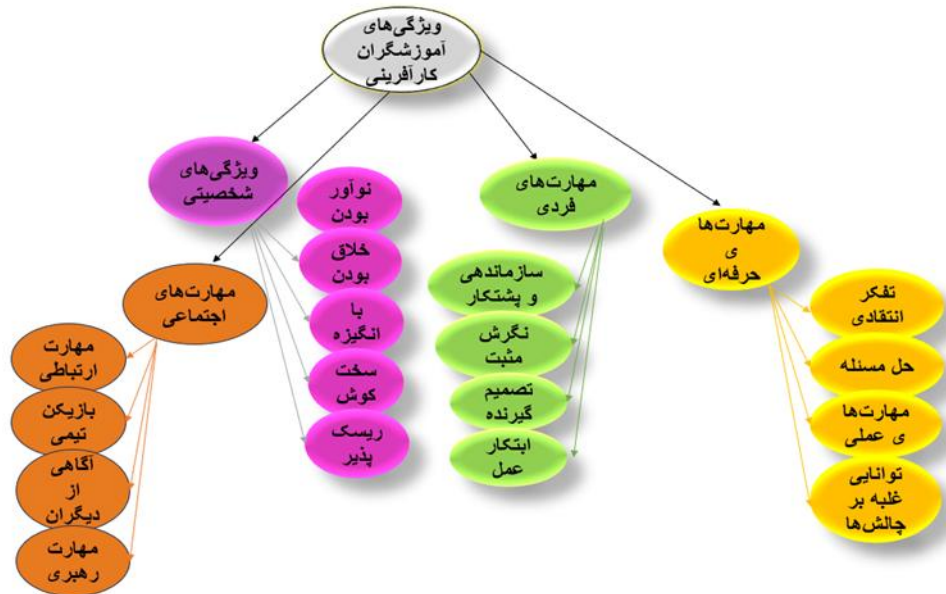 ویژگی‌های
آموزشگران
کارآفرینی
مهارت‌ها
ی
حرفه‌ای
تفکر
انتقادی
حل مسئله
مهارت‌ها
ی عملی
توانایی
غلبه بر
چالش‌ها
مهارت‌های
فردی
سازماندهی
و پشتکار
نگرش
مثبت
تصمیم
گیرنده
ابتکار
عمل
ویژگی‌های
شخصیتی
نوآور
بودن
خلاق
بودن
با
انگیزه
سخت
کوش
ریسک
پذیر
مهارت‌های
اجتماعی
مهارت
ارتباطی
بازیکن
تیمی
آگاهی
از
دیگران
مهارت
رهبری